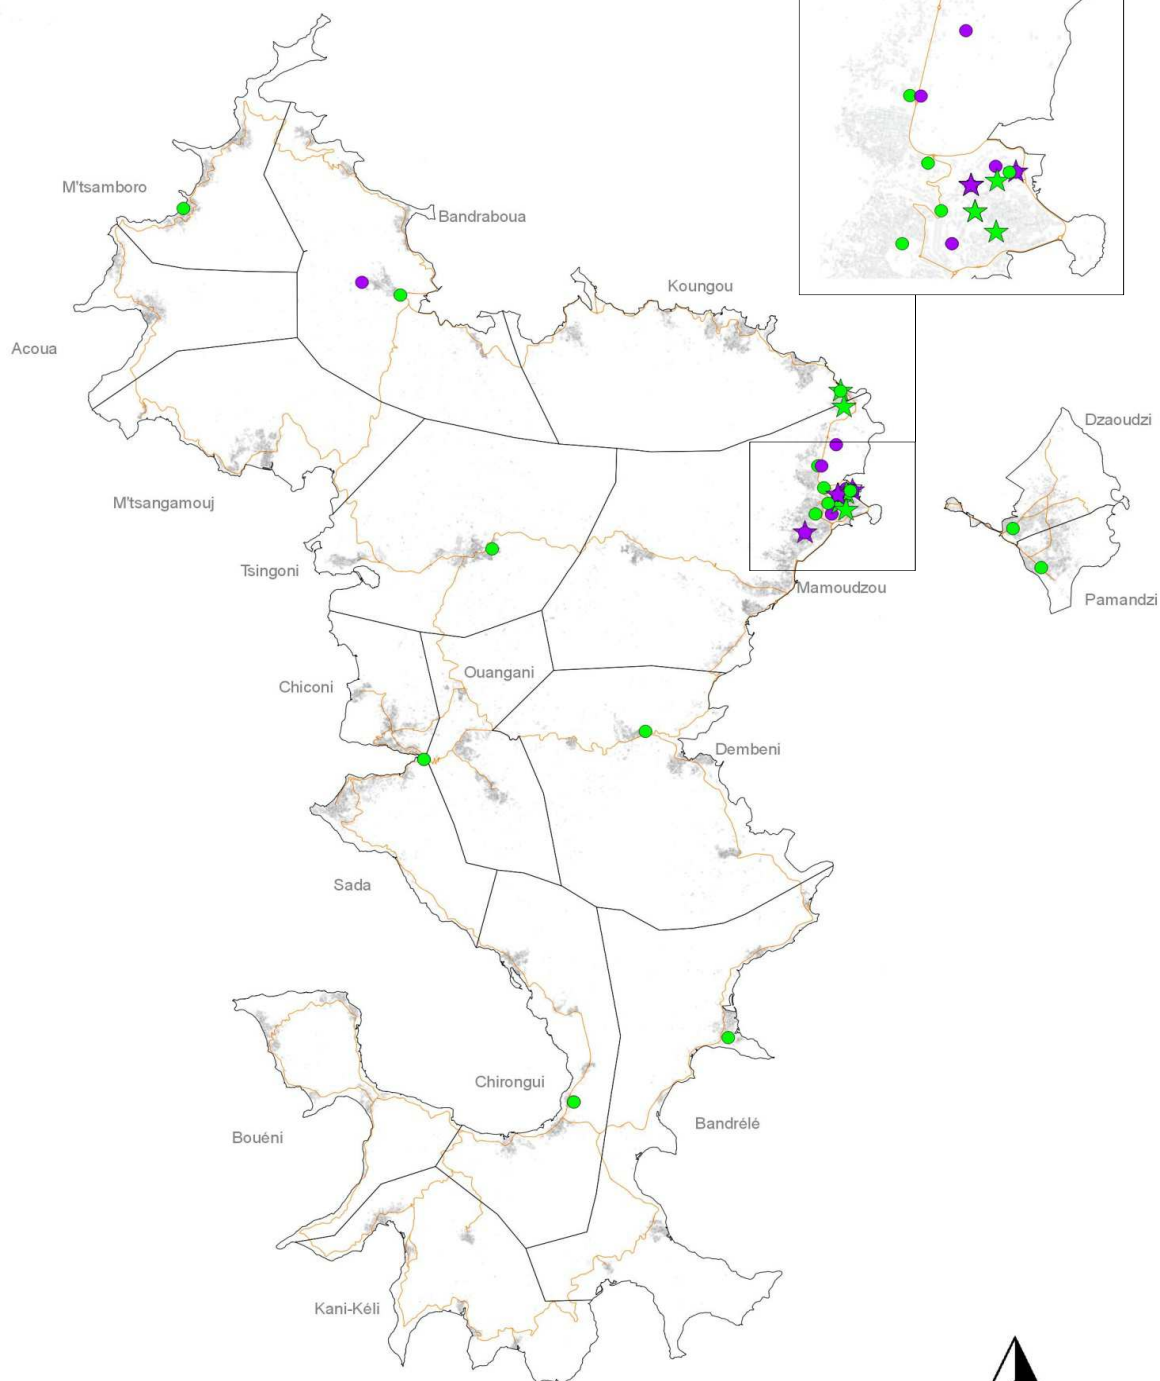 M'tsamboro
Bandraboua
Koungou
Acoua
Dzaoudzi
M'tsangamouj
Tsingoni
Mamoudzou
Pamandzi
Ouangani
Chiconi
Dembeni
Sada
Chirongui
Bandrélé
Bouéni
Kani-Kéli